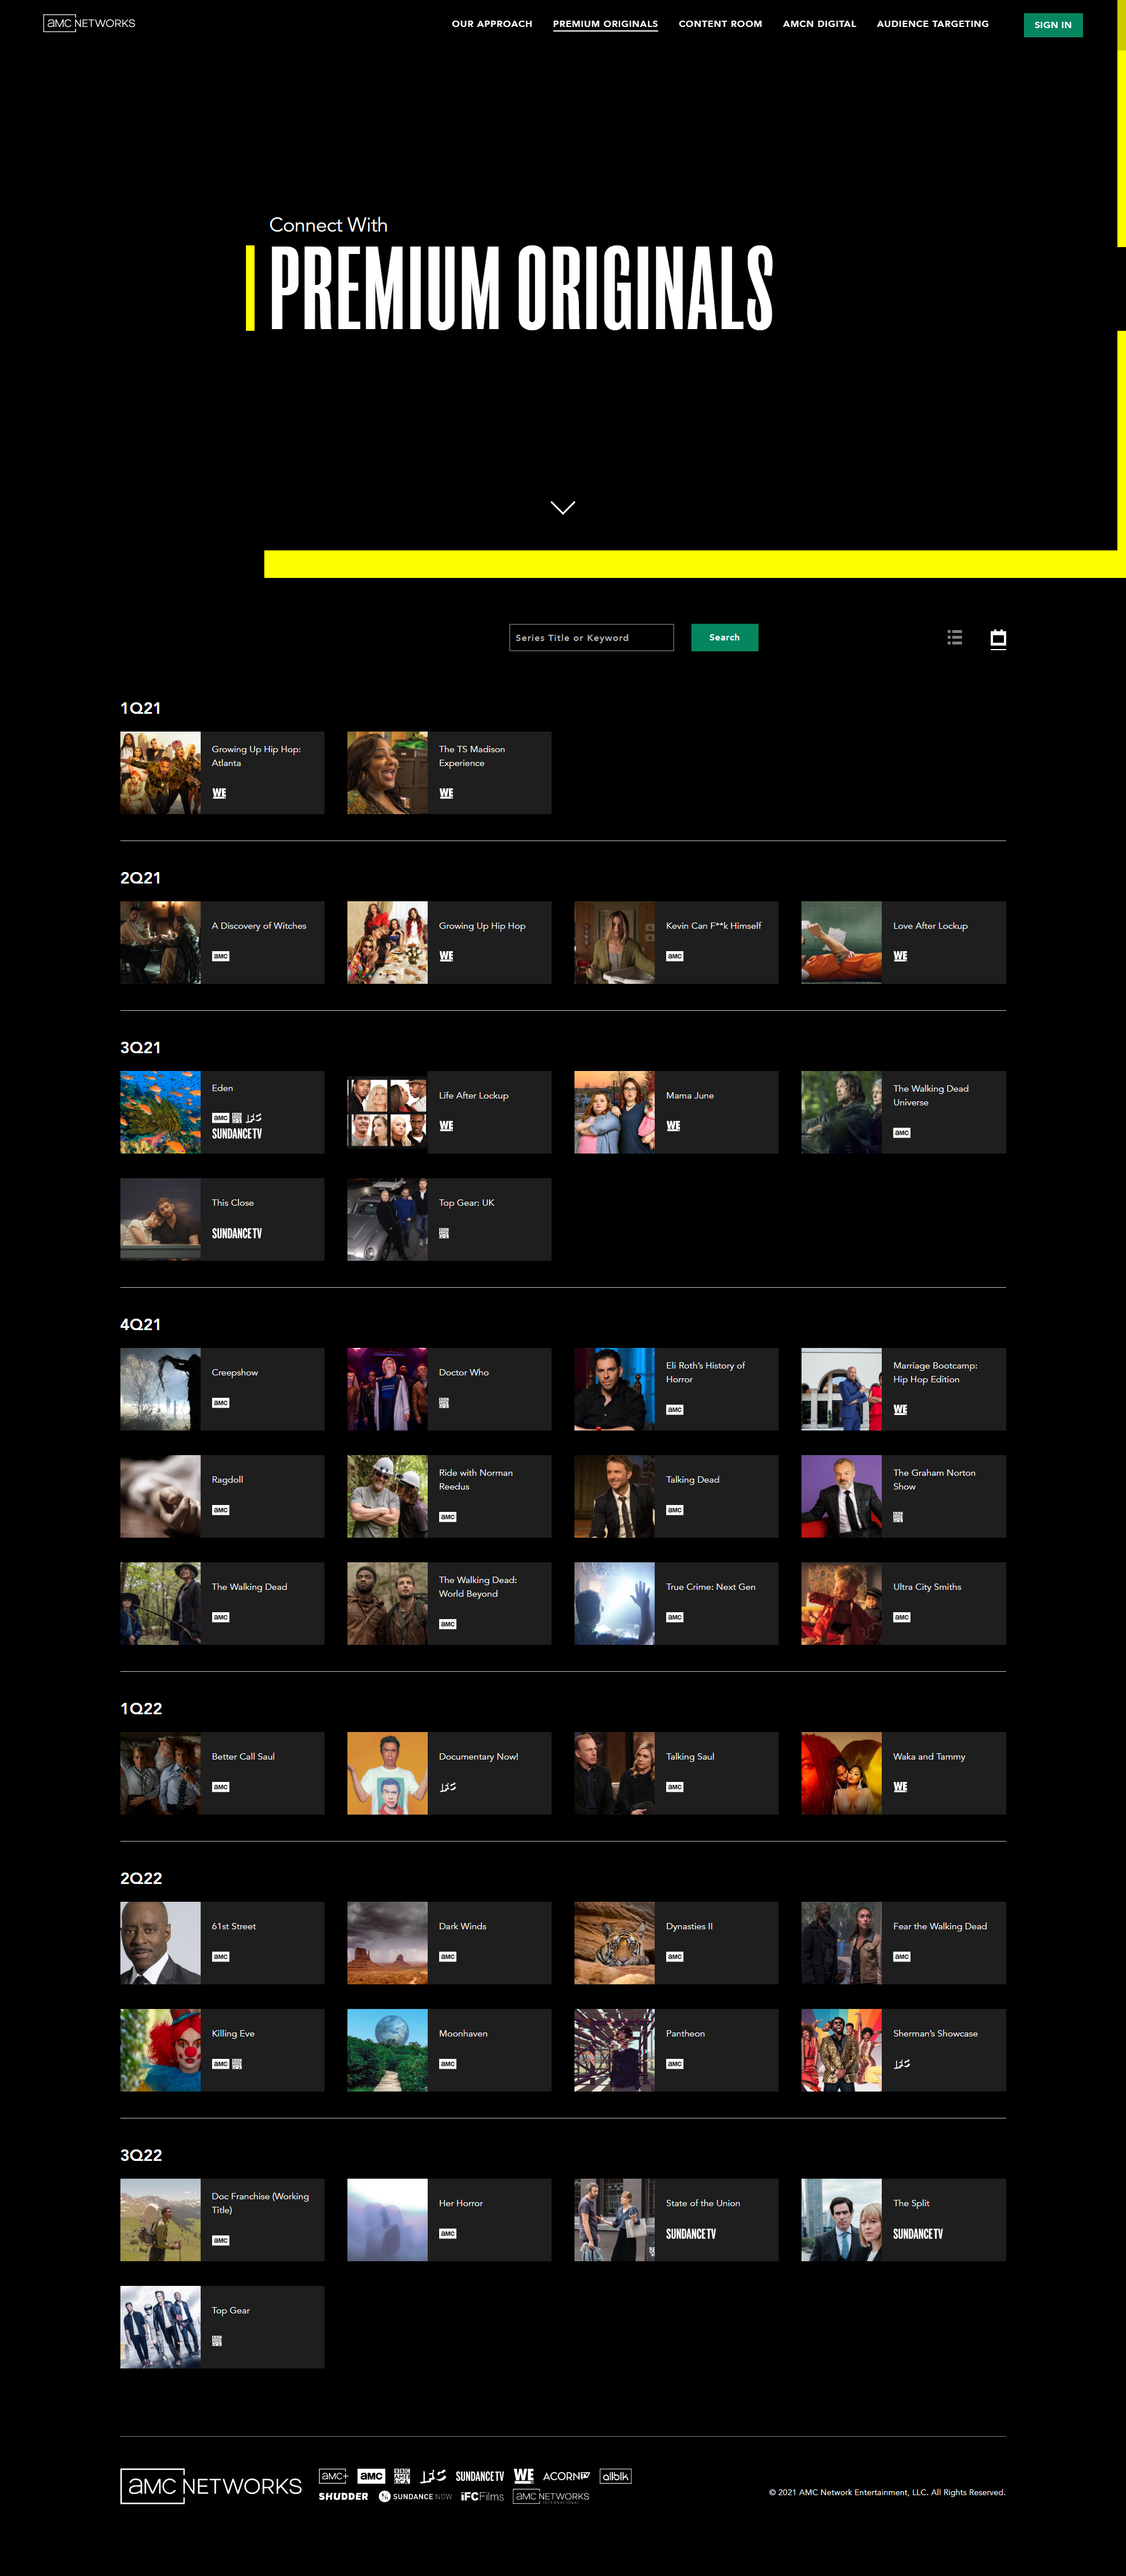 AMC NETWORKS
OUR APPROACH
PREMIUM ORIGINALS
CONTENT ROOM
AMCN DIGITAL
AUDIENCE TARGETING
SIGN IN
Connect With
PREMIUM ORIGINALS
Series Title or Keyword
Search
1Q21
Growing Up Hip Hop:
Atlanta
WE
The TS Madison
Experience
WE
2Q21
A Discovery of Witches
aMC
Growing Up Hip Hop
WE
Kevin Can F**k Himself
aMC
Love After Lockup
WE
3Q21
Eden
aMC BBC AMERICA IFC
SUNDANCE TV
Life After Lockup
WE
Mama June
WE
The Walking Dead
Universe
aMC
This Close
SUNDANCE TV
Top Gear: UK
BBC AMERICA
4Q21
Creepshow
aMC
Doctor Who
BBC AMERICA
Eli Roth's History of
Horror
aMC
Marriage Bootcamp:
Hip Hop Edition
WE
Ragdoll
aMC
Ride with Norman
Reedus
aMC
Talking Dead
aMC
The Graham Norton
Show
BBC AMERICA
The Walking Dead
aMC
The Walking Dead:
World Beyond
aMC
True Crime: Next Gen
aMC
Ultra City Smiths
aMC
1Q22
Better Call Saul
aMC
Documentary Now!
IFC
Talking Saul
aMC
Waka and Tammy
WE
2Q22
61st Street
aMC
Dark Winds
aMC
Dynasties II
aMC
Fear the Walking Dead
aMC
Killing Eve
aMC BBC AMERICA
Moonhaven
aMC
Pantheon
aMC
Sherman's Showcase
IFC
3Q22
Doc Franchise (Working
Title)
aMC
Her Horror
aMC
State of the Union
SUNDANCE TV
The Split
SUNDANCE TV
Top Gear
BBC AMERICA
aMC NETWORKS
aMC+ aMC BBC AMERICA IFC SUNDANCE TV WE ACORN TV allblk
SHUDDER SUNDANCE NOW IFC Films aMC NETWORKS INTERNATIONAL
© 2021 AMC Network Entertainment, LLC. All Rights Reserved.